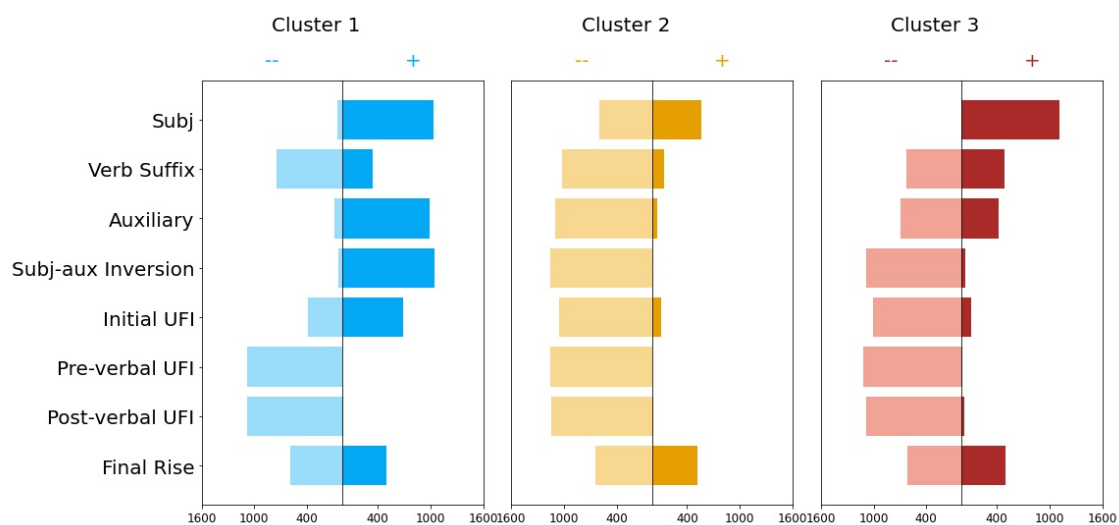 Cluster 1 Cluster 2 Cluster 3
-- + -- + -- +
Subj
Verb Suffix
Auxiliary
Subj-aux Inversion
Initial UFI
Pre-verbal UFI
Post-verbal UFI
Final Rise
1600 1000 400 400 1000 1600 1600 1000 400 400 1000 1600 1600 1000 400 400 1000 1600